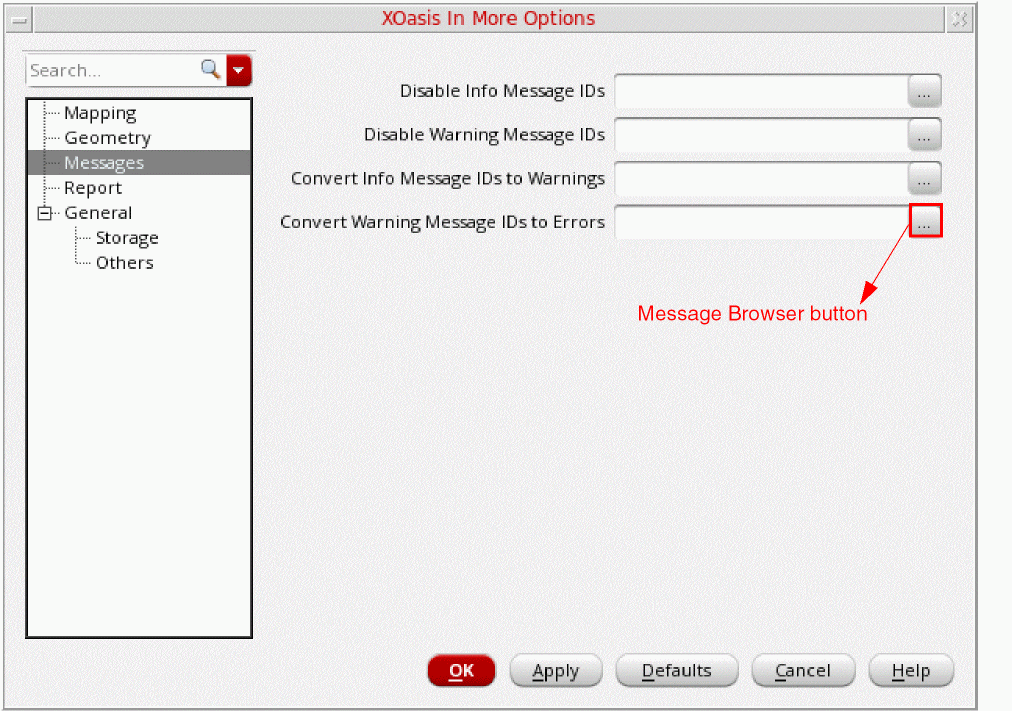 XOasis In More Options
Search...
Mapping
Geometry
Messages
Report
General
Storage
Others
Disable Info Message IDs
...
Disable Warning Message IDs
...
Convert Info Message IDs to Warnings
...
Convert Warning Message IDs to Errors
...
Message Browser button
OK
Apply
Defaults
Cancel
Help